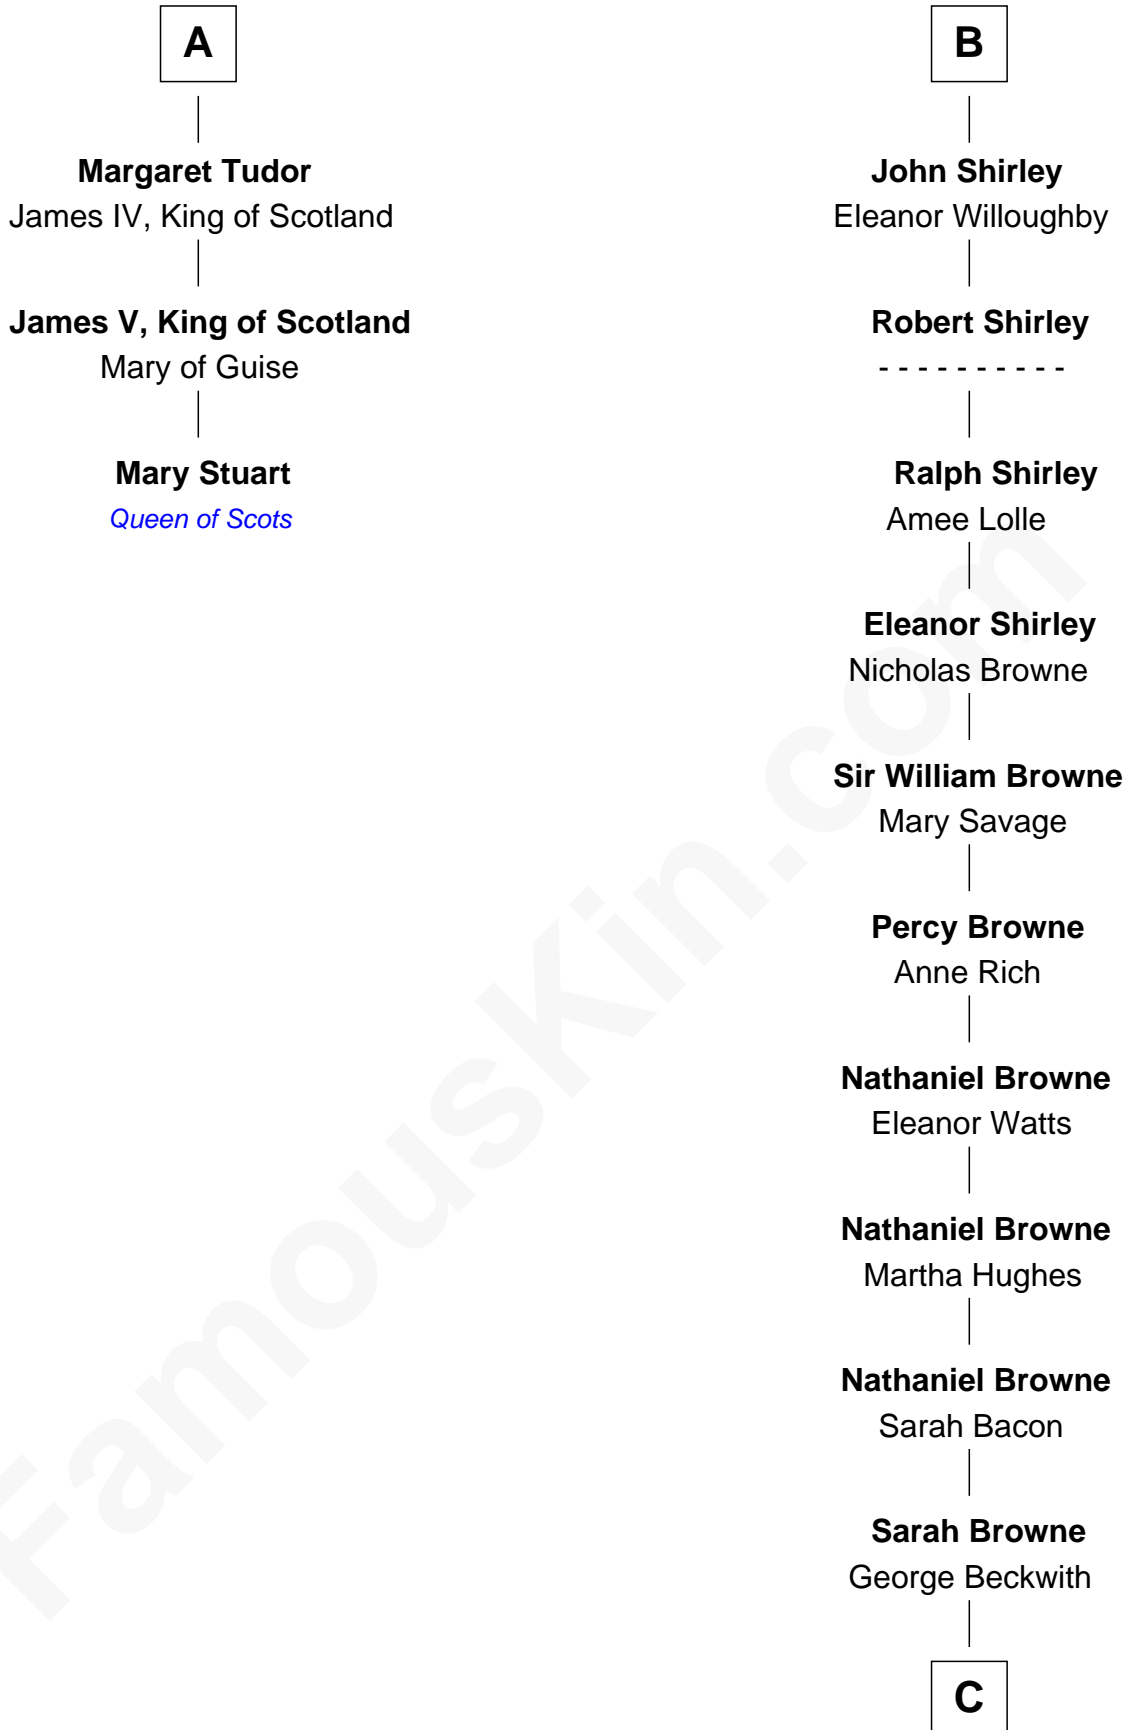 A
Margaret Tudor
James IV, King of Scotland
James V, King of Scotland
Mary of Guise
Mary Stuart
Queen of Scots
B
John Shirley
Eleanor Willoughby
Robert Shirley
- - - - - - - - - -
Ralph Shirley
Amee Lolle
Eleanor Shirley
Nicholas Browne
Sir William Browne
Mary Savage
Percy Browne
Anne Rich
Nathaniel Browne
Eleanor Watts
Nathaniel Browne
Martha Hughes
Nathaniel Browne
Sarah Bacon
Sarah Browne
George Beckwith
C
FamousKin.com